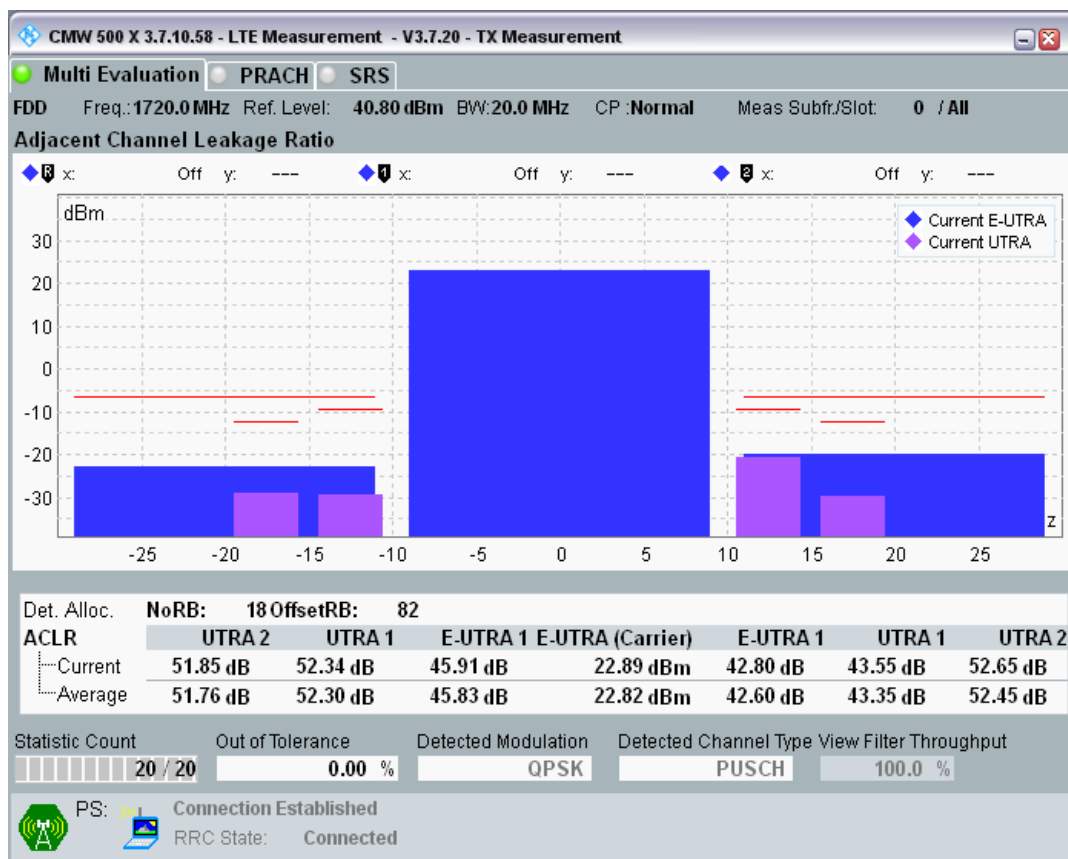 CMW 500 X 3.7.10.58 - LTE Measurement - V3.7.20 - TX Measurement
Multi Evaluation PRACH SRS
FDD Freq.: 1720.0 MHz Ref. Level: 40.80 dBm BW: 20.0 MHz CP : Normal Meas Subfr./Slot: 0 / All
Adjacent Channel Leakage Ratio
R x: Off y: --- 1 x: Off y: --- 2 x: Off y: ---
dBm
Current E-UTRA
Current UTRA
30
20
10
0
-10
-20
-30
z
-25 -20 -15 -10 -5 0 5 10 15 20 25
Det. Alloc. NoRB: 18 OffsetRB: 82
ACLR UTRA 2 UTRA 1 E-UTRA 1 E-UTRA (Carrier) E-UTRA 1 UTRA 1 UTRA 2
Current 51.85 dB 52.34 dB 45.91 dB 22.89 dBm 42.80 dB 43.55 dB 52.65 dB
Average 51.76 dB 52.30 dB 45.83 dB 22.82 dBm 42.60 dB 43.35 dB 52.45 dB
Statistic Count Out of Tolerance Detected Modulation Detected Channel Type View Filter Throughput
20 / 20 0.00 % QPSK PUSCH 100.0 %
PS: Connection Established
RRC State: Connected